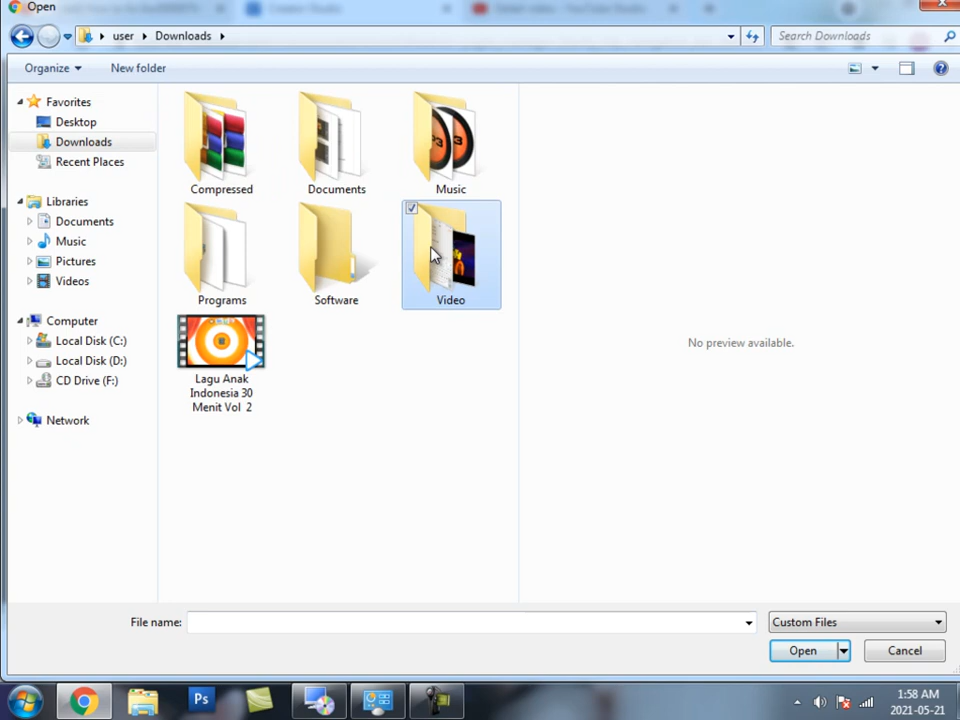 Open
user
Downloads
Search Downloads
Organize
New folder
Favorites
Desktop
Downloads
Recent Places
Libraries
Documents
Music
Pictures
Videos
Computer
Local Disk (C:)
Local Disk (D:)
CD Drive (F:)
Network
Compressed
Documents
Music
Programs
Software
Video
Lagu Anak
Indonesia 30
Menit Vol 2
No preview available.
File name:
Custom Files
Open
Cancel
Ps
1:58 AM
2021-05-21